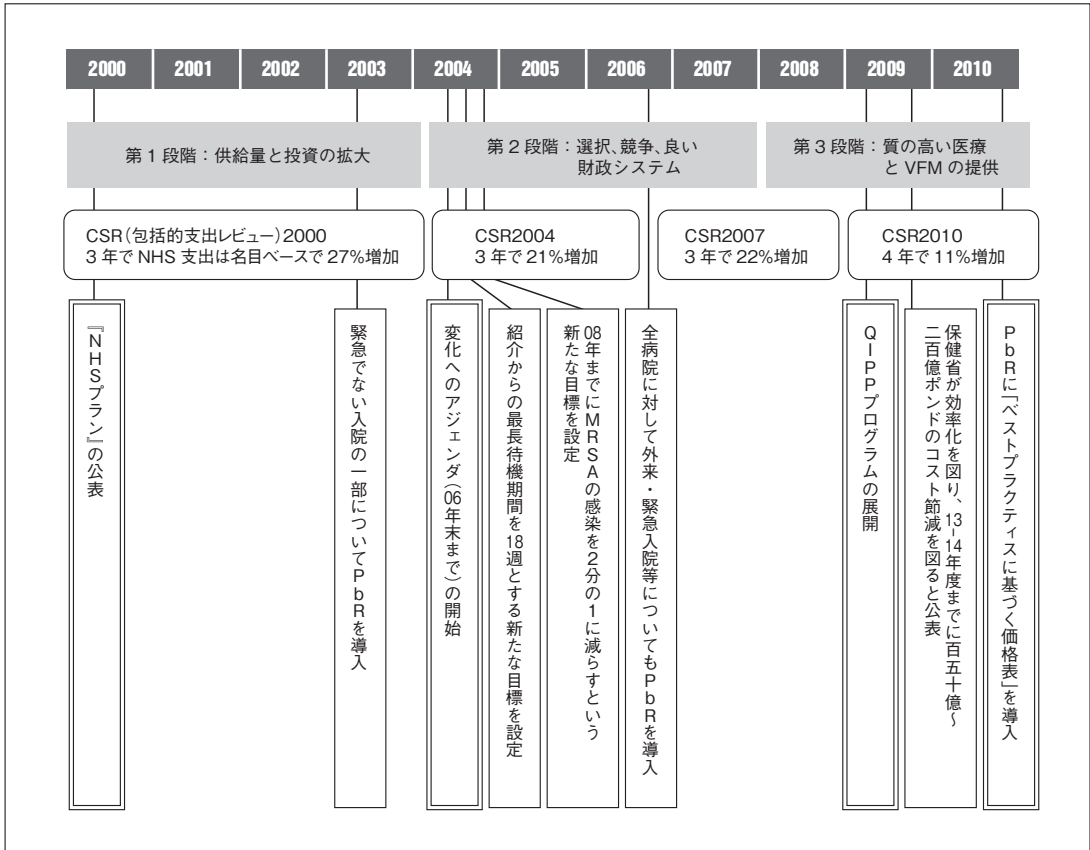 2000 2001 2002 2003 2004 2005 2006 2007 2008 2009 2010
第1段階：供給量と投資の拡大
第2段階：選択、競争、良い
財政システム
第3段階：質の高い医療
とVFMの提供
CSR（包括的支出レビュー）2000
3年でNHS支出は名目ベースで27%増加
CSR2004
3年で21%増加
CSR2007
3年で22%増加
CSR2010
4年で11%増加
『NHSプラン』の公表
緊急でない入院の一部についてPbRを導入
変化へのアジェンダ（06年末まで）の開始
紹介からの最長待機期間を18週とする新たな目標を設定
08年までにMRSAの感染を2分の1に減らすという
新たな目標を設定
全病院に対して外来・緊急入院等についてもPbRを導入
QIPPプログラムの展開
保健省が効率化を図り、13–14年度までに百五十億～
二百億ポンドのコスト節減を図ると公表
PbRに「ベストプラクティスに基づく価格表」を導入